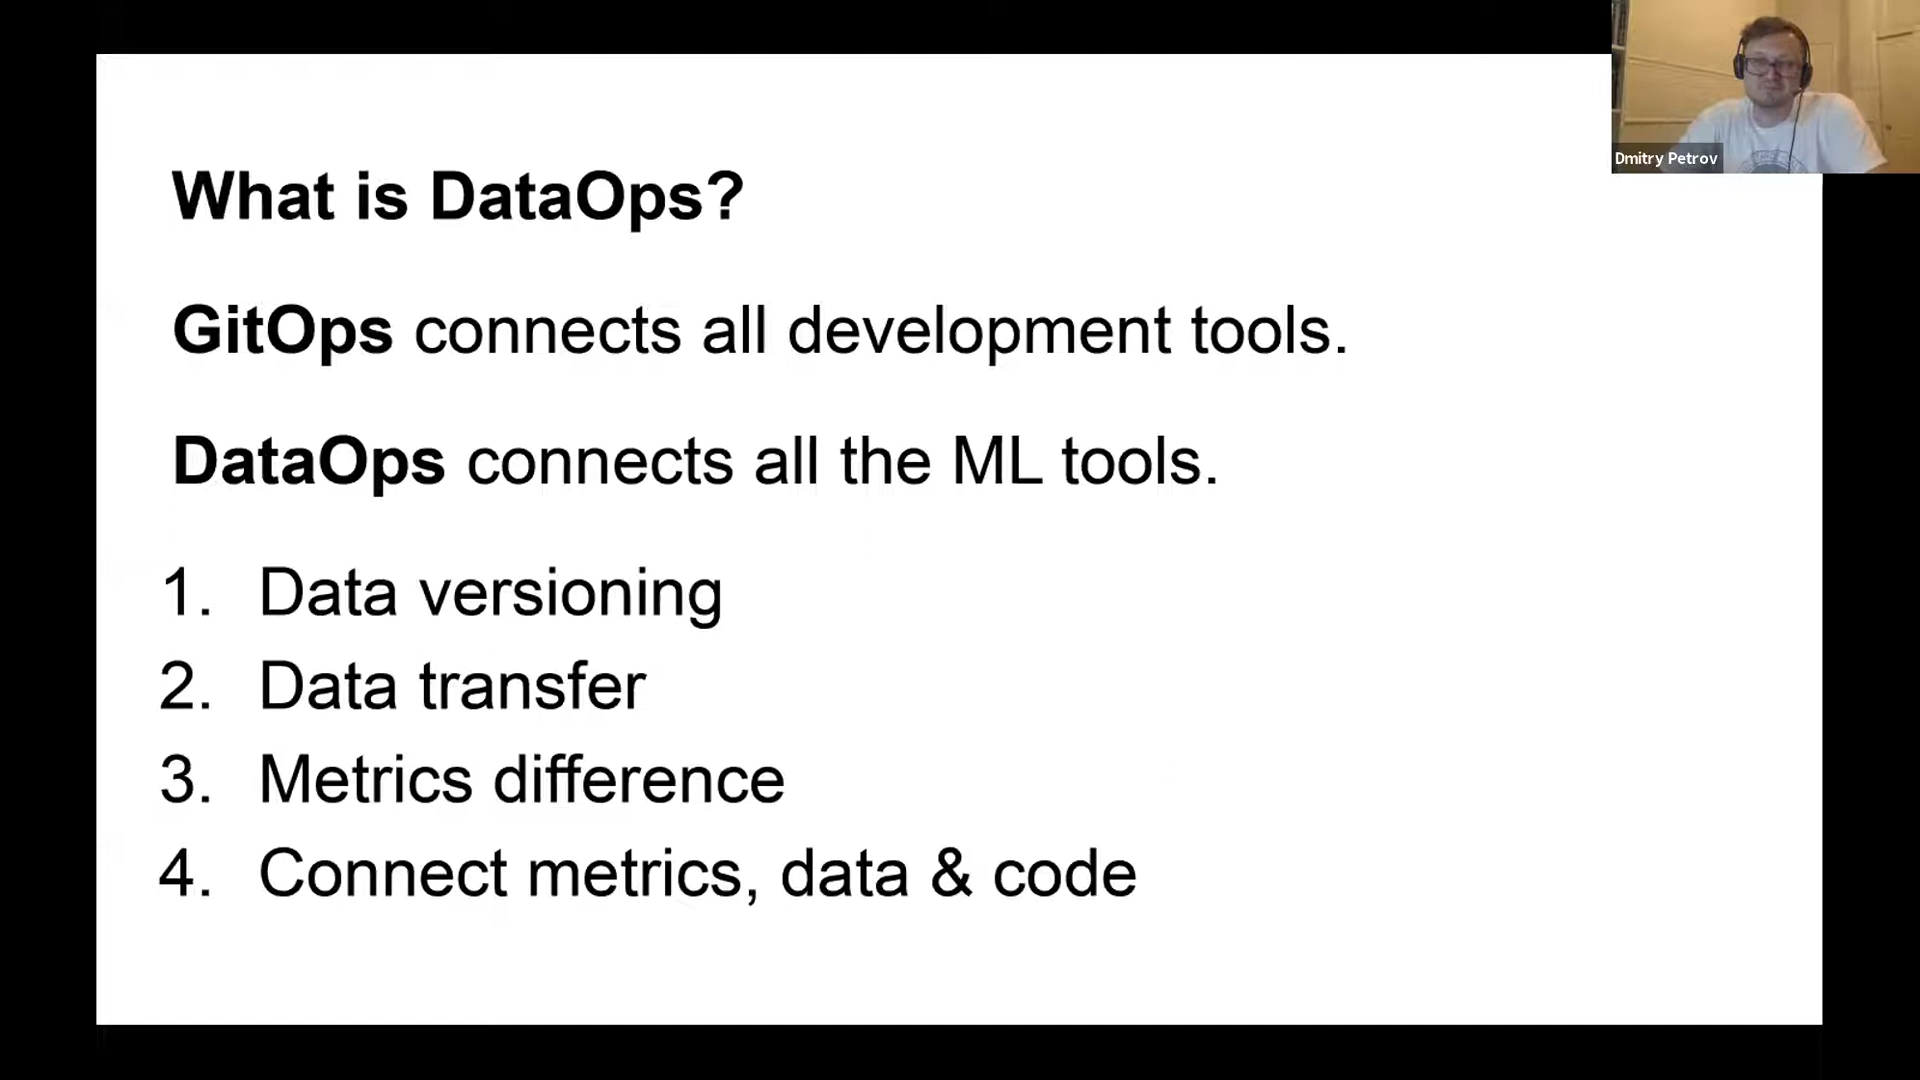 What is DataOps?
GitOps connects all development tools.
DataOps connects all the ML tools.
1. Data versioning
2. Data transfer
3. Metrics difference
4. Connect metrics, data & code
Dmitry Petrov